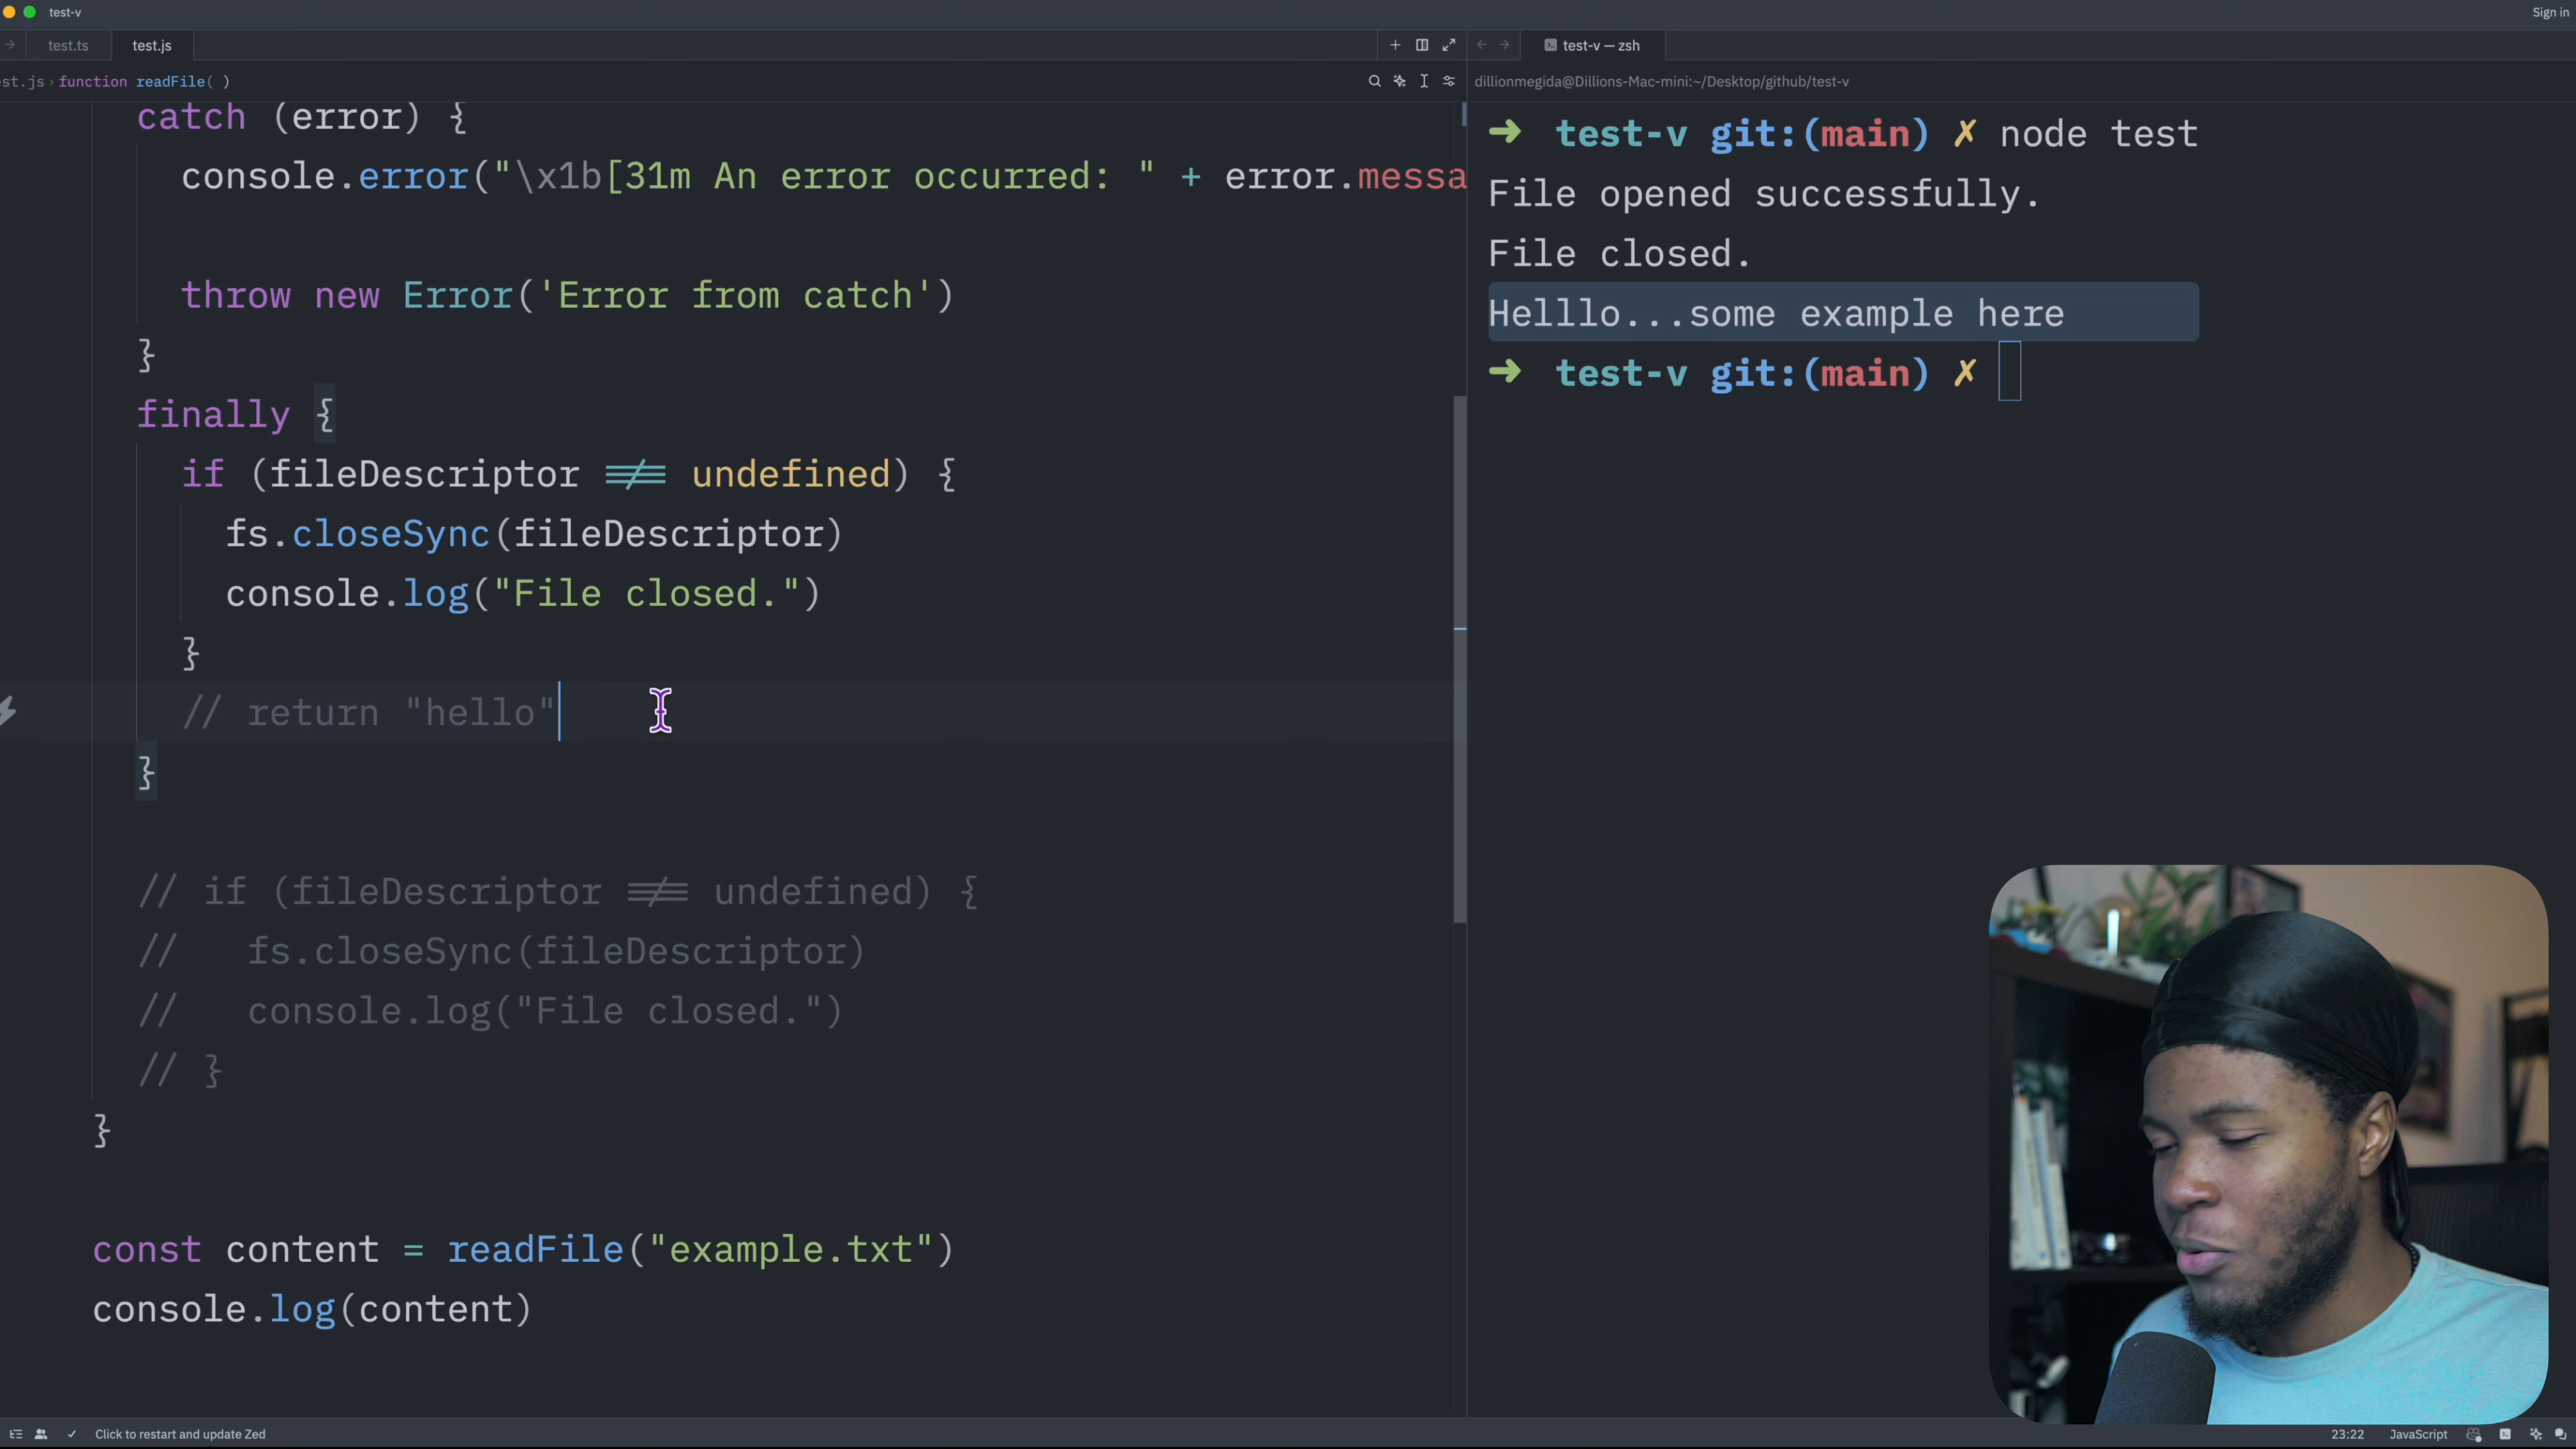 test-v
Sign in
test.ts
test.js
test-v — zsh
est.js › function readFile( )
dillionmegida@Dillions-Mac-mini:~/Desktop/github/test-v
catch (error) {
console.error("\x1b[31m An error occurred: " + error.messa
throw new Error('Error from catch')
}
finally {
if (fileDescriptor !== undefined) {
fs.closeSync(fileDescriptor)
console.log("File closed.")
}
// return "hello"
}
// if (fileDescriptor !== undefined) {
//   fs.closeSync(fileDescriptor)
//   console.log("File closed.")
// }
}
const content = readFile("example.txt")
console.log(content)
➜ test-v git:(main) ✗ node test
File opened successfully.
File closed.
Helllo...some example here
➜ test-v git:(main) ✗
Click to restart and update Zed
23:22
JavaScript